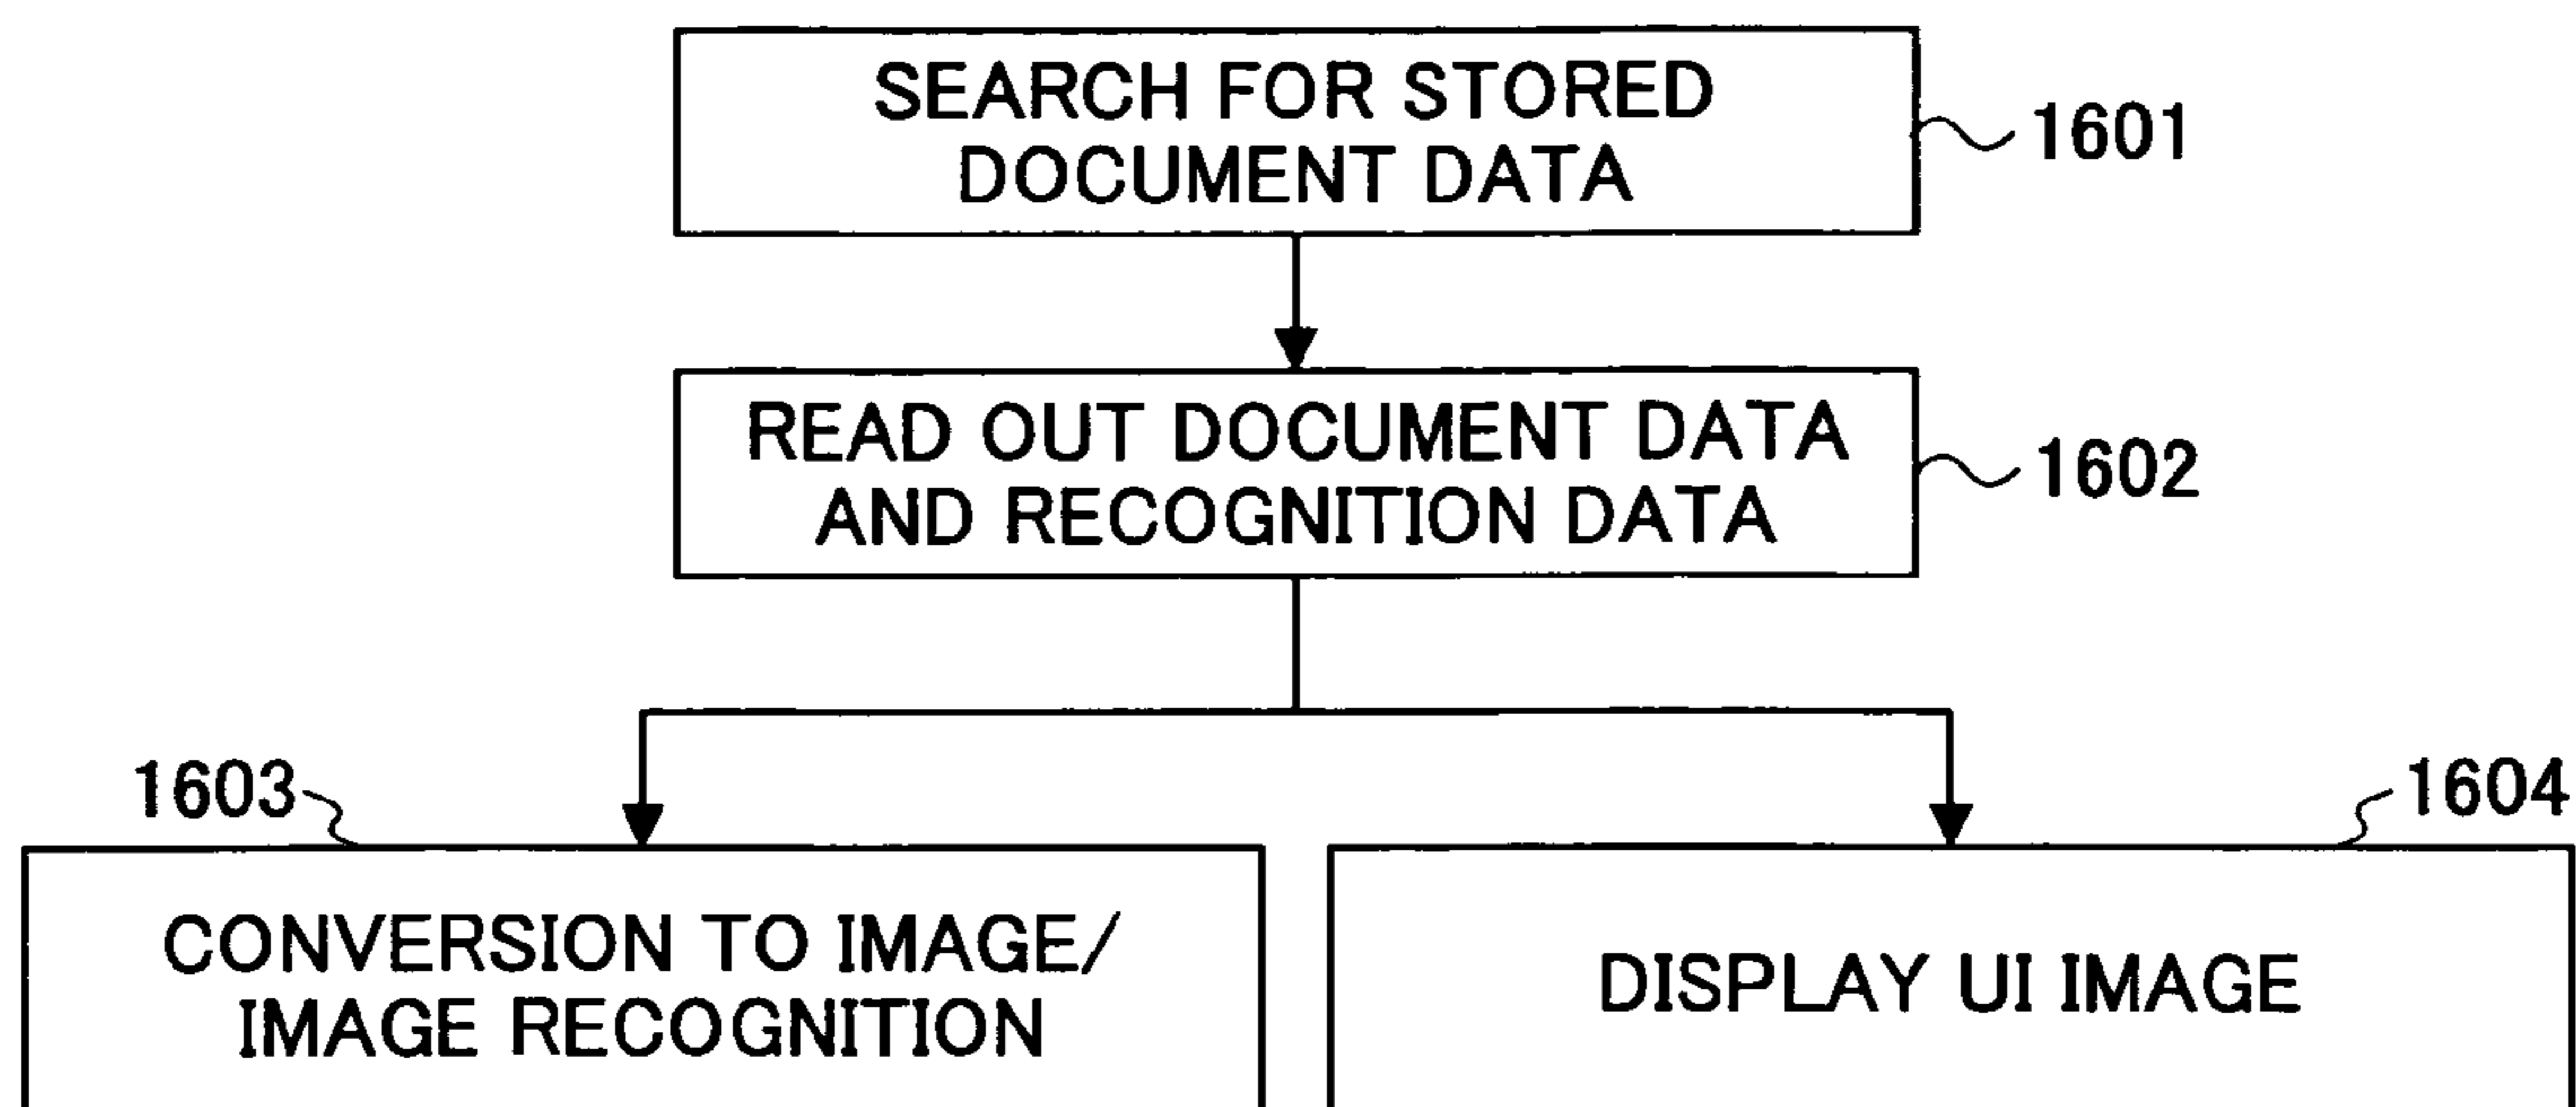 SEARCH FOR STORED
DOCUMENT DATA
1601
READ OUT DOCUMENT DATA
AND RECOGNITION DATA
1602
1603
CONVERSION TO IMAGE/
IMAGE RECOGNITION
1604
DISPLAY UI IMAGE